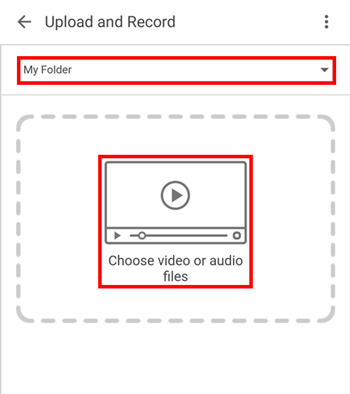 Upload and Record
My Folder
Choose video or audio
files